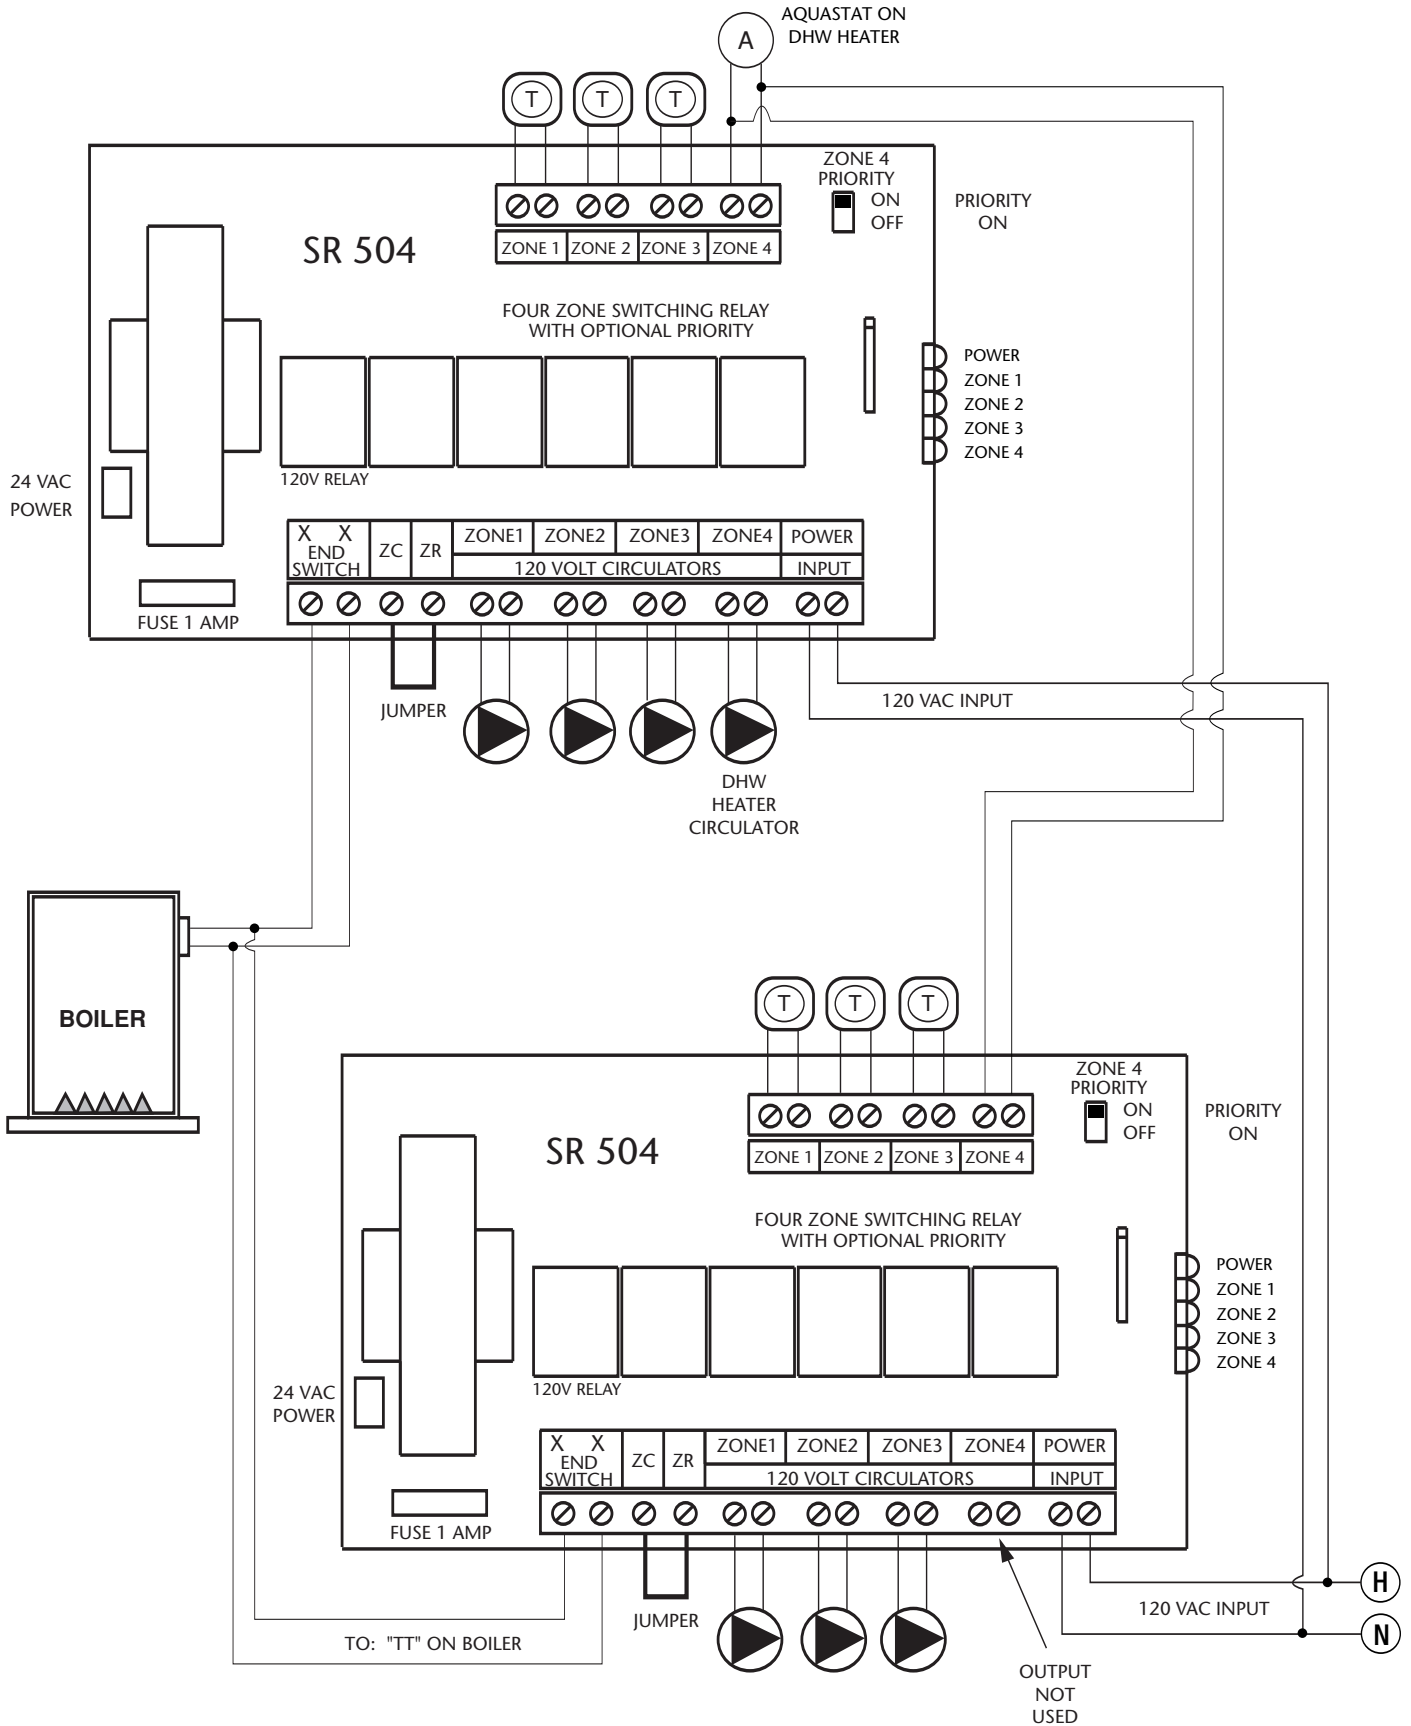 AQUASTAT ON
DHW HEATER
A
T T T
ZONE 4
PRIORITY
ON
OFF
PRIORITY
ON
ZONE 1 ZONE 2 ZONE 3 ZONE 4
SR 504
FOUR ZONE SWITCHING RELAY
WITH OPTIONAL PRIORITY
POWER
ZONE 1
ZONE 2
ZONE 3
ZONE 4
120V RELAY
24 VAC
POWER
X X
END
SWITCH
ZC ZR
ZONE1 ZONE2 ZONE3 ZONE4 POWER
120 VOLT CIRCULATORS INPUT
FUSE 1 AMP
JUMPER
120 VAC INPUT
DHW
HEATER
CIRCULATOR
BOILER
T T T
ZONE 4
PRIORITY
ON
OFF
PRIORITY
ON
ZONE 1 ZONE 2 ZONE 3 ZONE 4
SR 504
FOUR ZONE SWITCHING RELAY
WITH OPTIONAL PRIORITY
POWER
ZONE 1
ZONE 2
ZONE 3
ZONE 4
120V RELAY
24 VAC
POWER
X X
END
SWITCH
ZC ZR
ZONE1 ZONE2 ZONE3 ZONE4 POWER
120 VOLT CIRCULATORS INPUT
FUSE 1 AMP
H
120 VAC INPUT
JUMPER
N
TO: "TT" ON BOILER
OUTPUT
NOT
USED